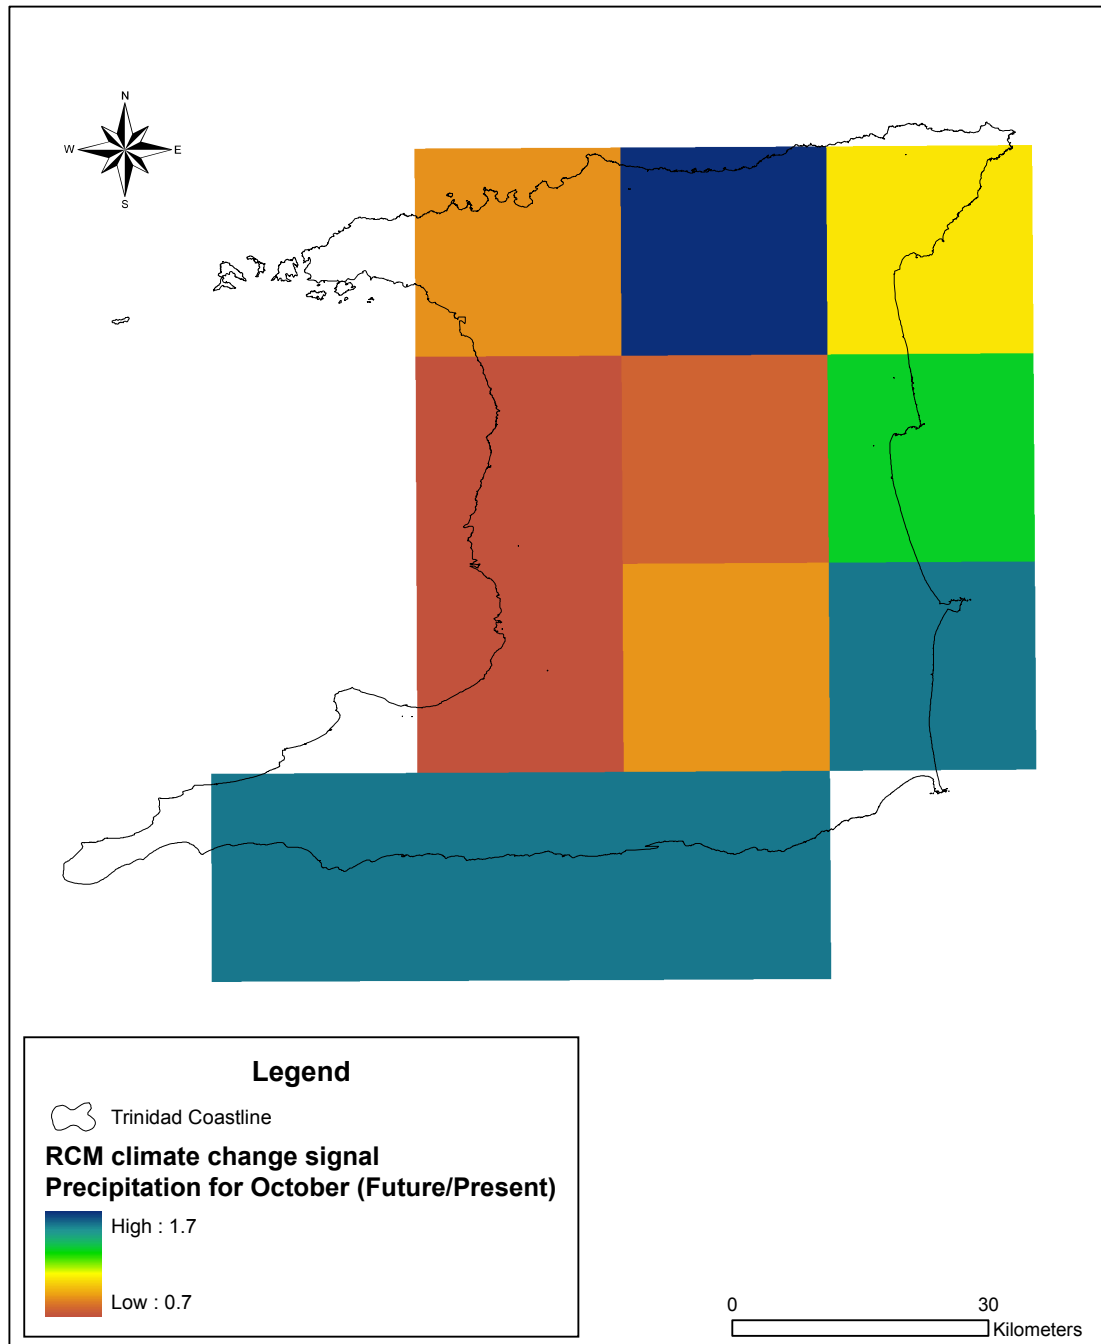 N
W E
S
Legend
Trinidad Coastline
RCM climate change signal
Precipitation for October (Future/Present)
High : 1.7
Low : 0.7
0 30
Kilometers